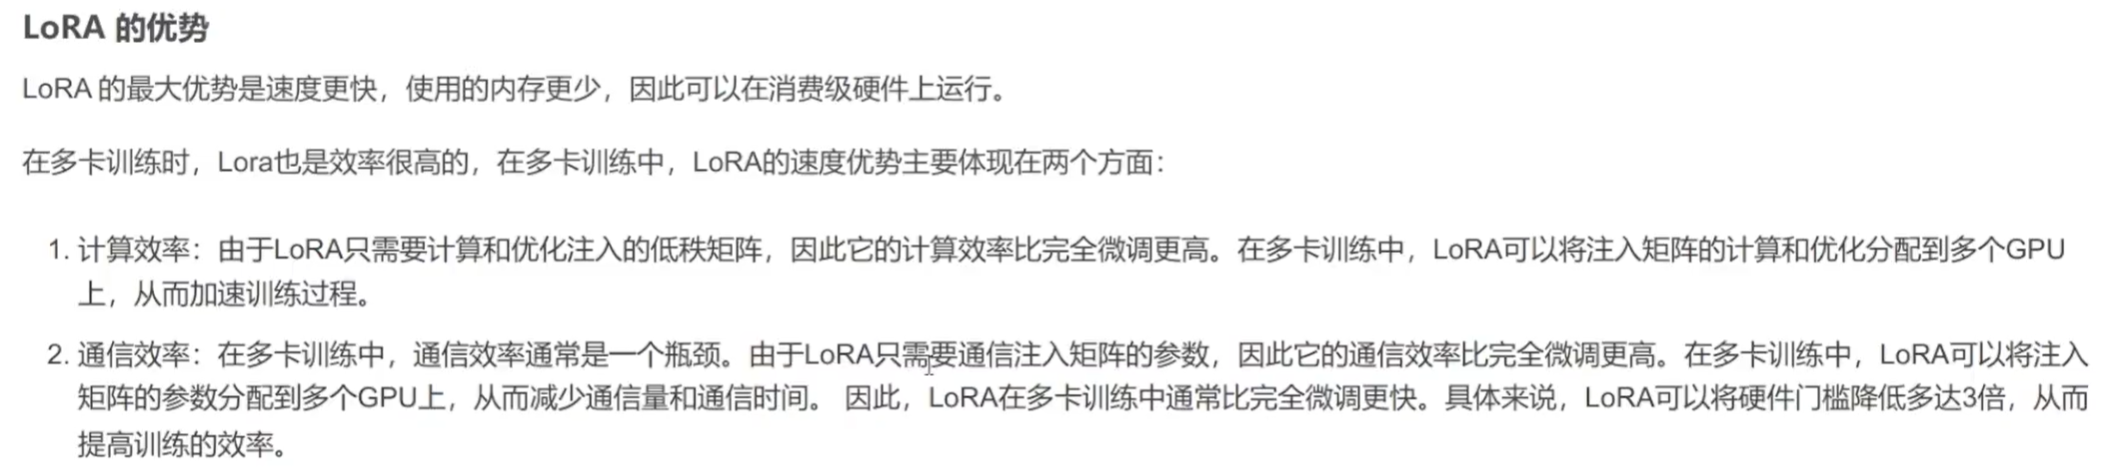 LoRA 的优势
LoRA 的最大优势是速度更快，使用的内存更少，因此可以在消费级硬件上运行。
在多卡训练时，Lora也是效率很高的，在多卡训练中，LoRA的速度优势主要体现在两个方面：
1. 计算效率：由于LoRA只需要计算和优化注入的低秩矩阵，因此它的计算效率比完全微调更高。在多卡训练中，LoRA可以将注入矩阵的计算和优化分配到多个GPU
上，从而加速训练过程。
2. 通信效率：在多卡训练中，通信效率通常是一个瓶颈。由于LoRA只需要通信注入矩阵的参数，因此它的通信效率比完全微调更高。在多卡训练中，LoRA可以将注入
矩阵的参数分配到多个GPU上，从而减少通信量和通信时间。 因此，LoRA在多卡训练中通常比完全微调更快。具体来说，LoRA可以将硬件门槛降低多达3倍，从而
提高训练的效率。